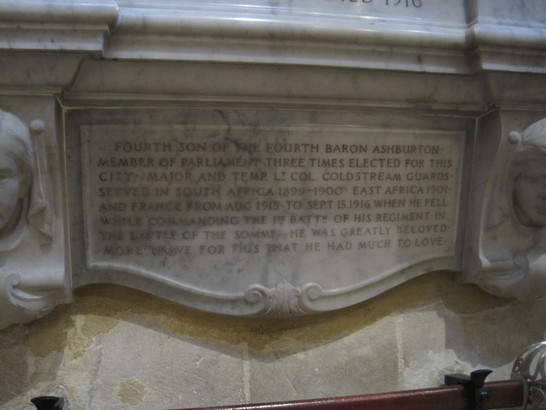 1916
FOURTH SON OF THE FOURTH BARON ASHBURTON·
MEMBER OF PARLIAMENT THREE TIMES ELECTED FOR THIS
CITY· MAJOR AND TEMP. LT COL. COLDSTREAM GUARDS·
SERVED IN SOUTH AFRICA 1899–1900· EAST AFRICA 1901·
AND FRANCE FROM AUG 1915· TO SEPT 15. 1916 WHEN HE FELL
WHILE COMMANDING THE 1ST BATTN OF HIS REGIMENT IN
THE BATTLE OF THE SOMME – HE WAS GREATLY BELOVED·
MORE FOR THIS THAT HE HAD MUCH TO LOVE·